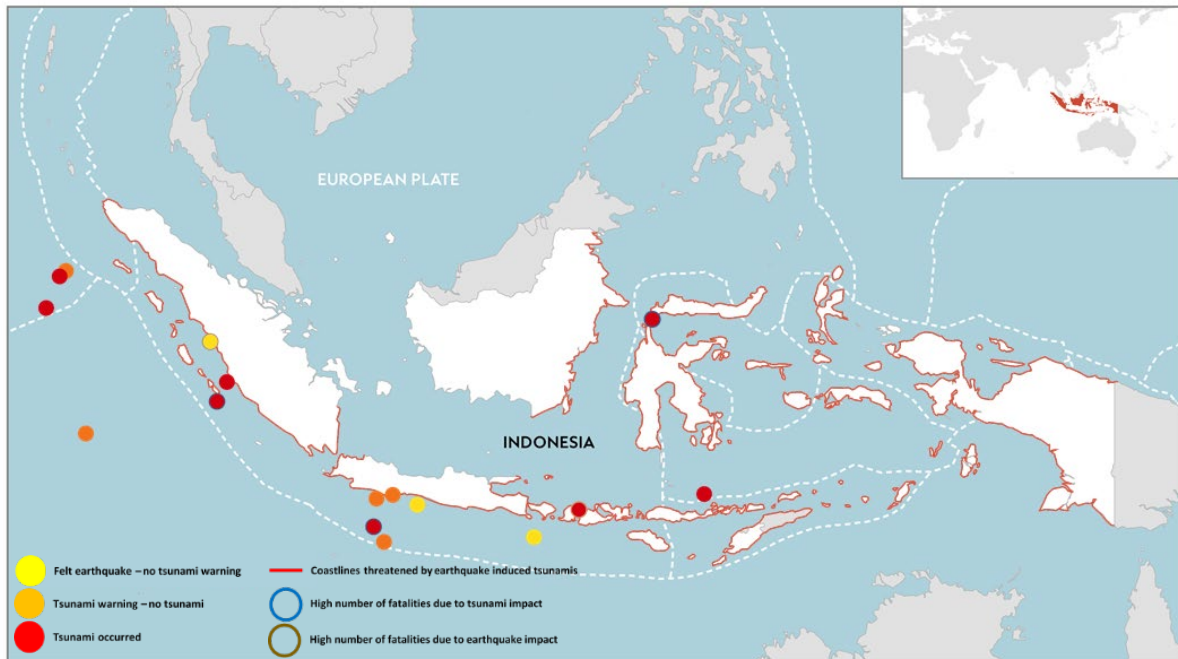 EUROPEAN PLATE
INDONESIA
Felt earthquake – no tsunami warning
Tsunami warning – no tsunami
Tsunami occurred
Coastlines threatened by earthquake induced tsunamis
High number of fatalities due to tsunami impact
High number of fatalities due to earthquake impact